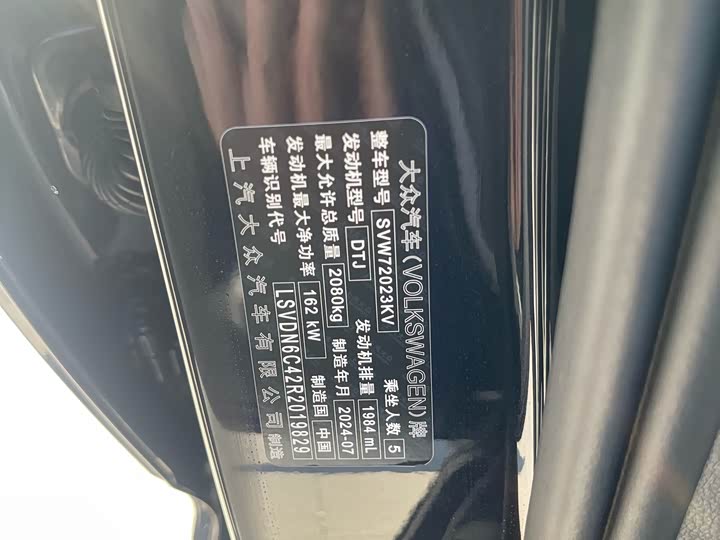 大众汽车(VOLKSWAGEN)牌
整车型号 SVW72023KV 乘坐人数 5
发动机型号 DTJ 发动机排量 1984 mL
最大允许总质量 2080kg 制造年月 2024-07
发动机最大净功率 162 kW 制造国 中国
车辆识别代号 LSVDN6C42R2019829
上汽大众汽车有限公司 制造